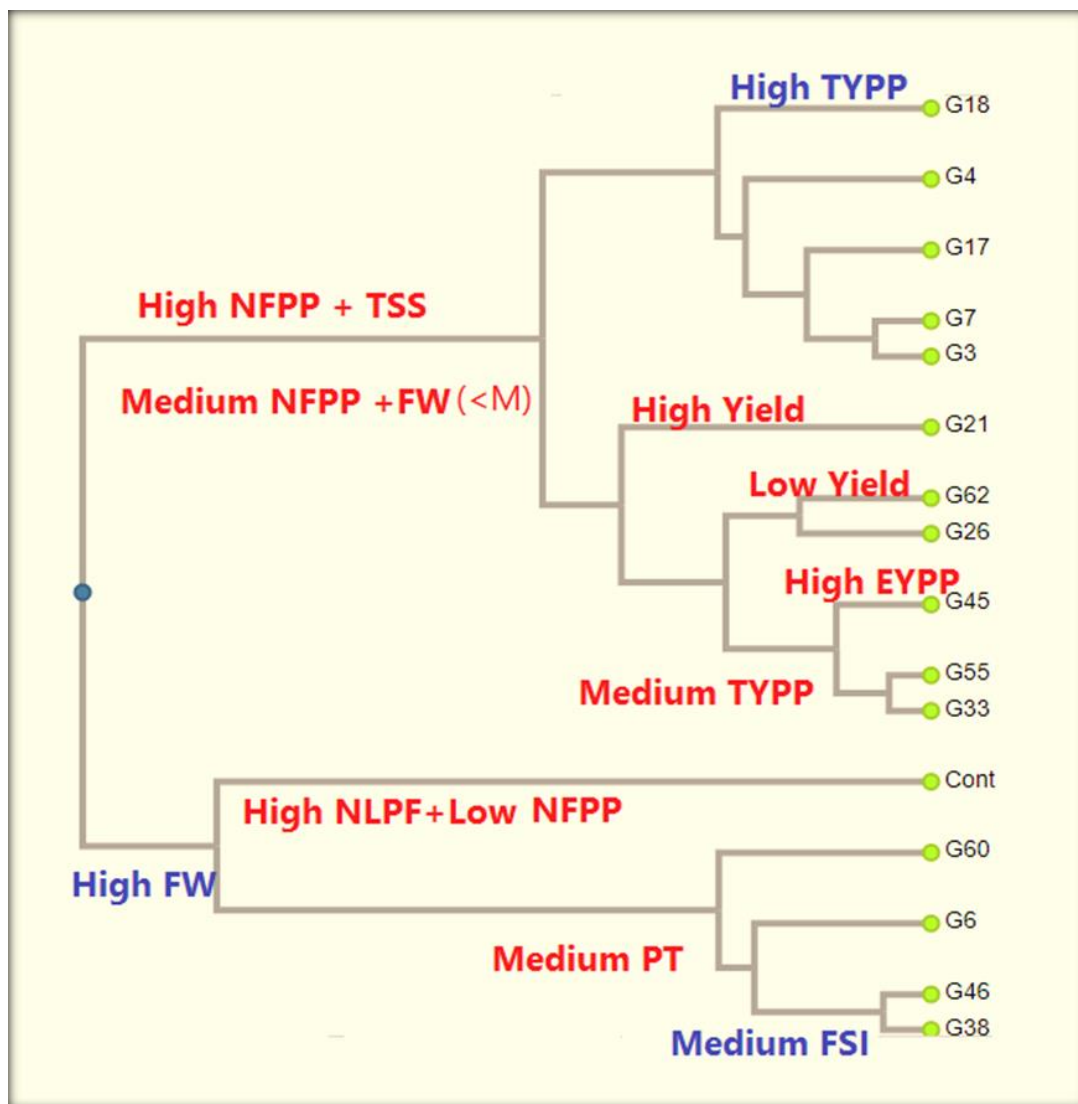 High TYPP
G18
G4
G17
High NFPP + TSS
G7
G3
Medium NFPP +FW (<M)
High Yield
G21
Low Yield
G62
G26
High EYPP
G45
G55
Medium TYPP
G33
Cont
High NLPF+Low NFPP
G60
High FW
G6
Medium PT
G46
G38
Medium FSI